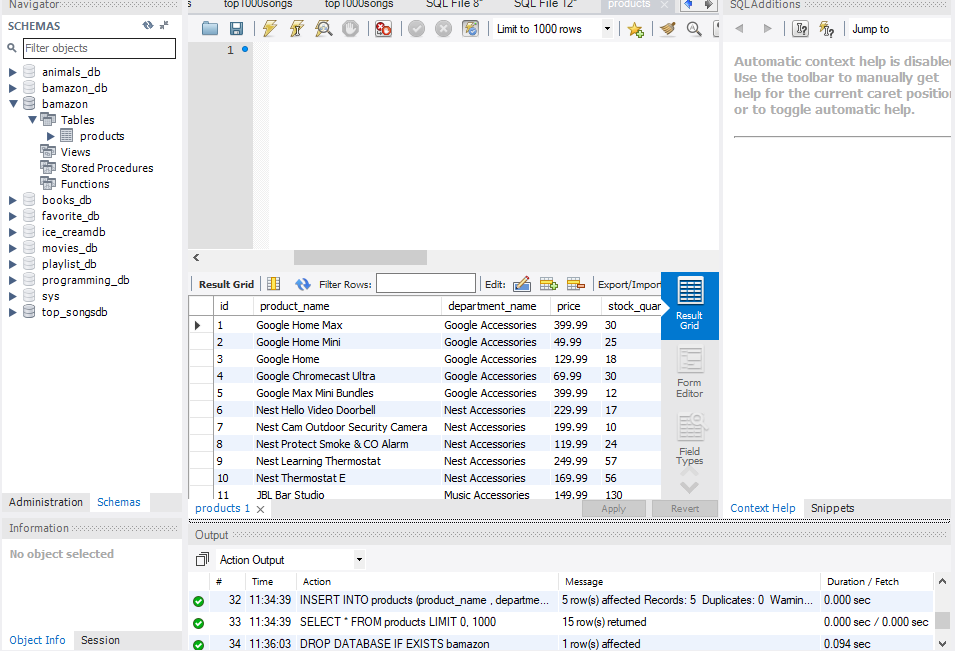 Navigator
top1000songs top1000songs SQL File 8* SQL File 12* products
SQLAdditions
SCHEMAS
Filter objects
animals_db
bamazon_db
bamazon
Tables
products
Views
Stored Procedures
Functions
books_db
favorite_db
ice_creamdb
movies_db
playlist_db
programming_db
sys
top_songsdb
Administration Schemas
Information
No object selected
Object Info Session
Limit to 1000 rows
1
Jump to
Automatic context help is disabled
Use the toolbar to manually get
help for the current caret position
or to toggle automatic help.
Result Grid Filter Rows: Edit: Export/Impor
id product_name department_name price stock_quar
1 Google Home Max Google Accessories 399.99 30
2 Google Home Mini Google Accessories 49.99 25
3 Google Home Google Accessories 129.99 18
4 Google Chromecast Ultra Google Accessories 69.99 30
5 Google Max Mini Bundles Google Accessories 399.99 12
6 Nest Hello Video Doorbell Nest Accessories 229.99 17
7 Nest Cam Outdoor Security Camera Nest Accessories 199.99 10
8 Nest Protect Smoke & CO Alarm Nest Accessories 119.99 24
9 Nest Learning Thermostat Nest Accessories 249.99 57
10 Nest Thermostat E Nest Accessories 169.99 56
11 JBL Bar Studio Music Accessories 149.99 130
Result
Grid
Form
Editor
Field
Types
products 1 Apply Revert
Context Help Snippets
Output
Action Output
# Time Action Message Duration / Fetch
32 11:34:39 INSERT INTO products (product_name , departme... 5 row(s) affected Records: 5 Duplicates: 0 Warnin... 0.000 sec
33 11:34:39 SELECT * FROM products LIMIT 0, 1000 15 row(s) returned 0.000 sec / 0.000 sec
34 11:36:03 DROP DATABASE IF EXISTS bamazon 1 row(s) affected 0.094 sec